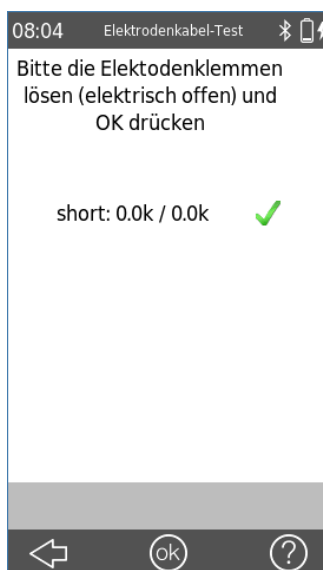 08:04 Elektrodenkabel-Test
Bitte die Elektodenklemmen
lösen (elektrisch offen) und
OK drücken
short: 0.0k / 0.0k
ok
?